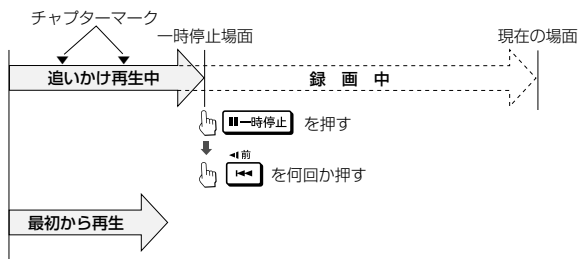 チャプターマーク
一時停止場面
現在の場面
追いかけ再生中
録画中
一時停止 を押す
前
を何回か押す
最初から再生